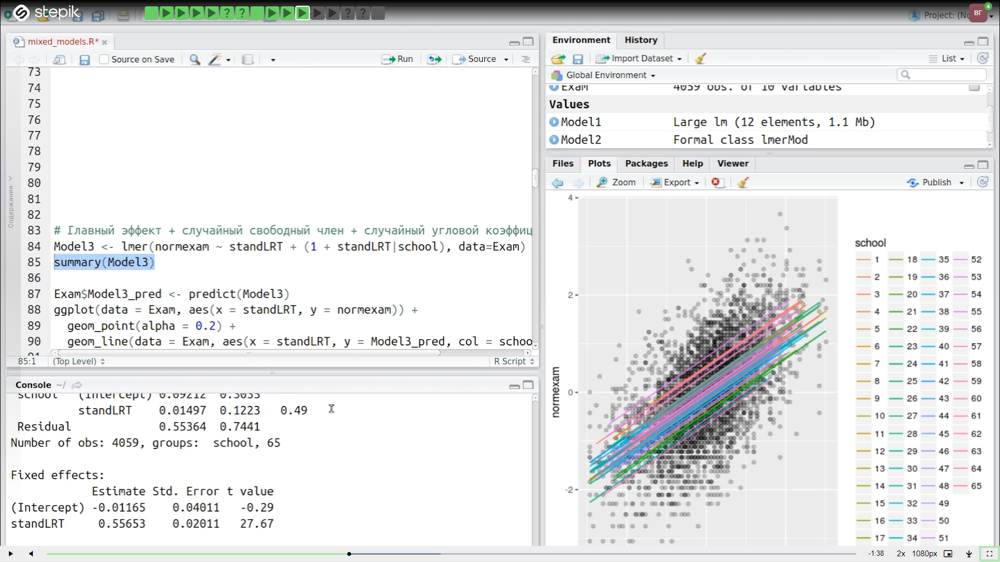 stepik
Project: (No
ВГ
4
mixed_models.R*
Source on Save
Run
Source
73
74
75
76
77
78
79
80
81
82
83 # Главный эффект + случайный свободный член + случайный угловой коэффиц
84 Model3 <- lmer(normexam ~ standLRT + (1 + standLRT|school), data=Exam)
85 summary(Model3)
86
87 Exam$Model3_pred <- predict(Model3)
88 ggplot(data = Exam, aes(x = standLRT, y = normexam)) +
89 geom_point(alpha = 0.2) +
90 geom_line(data = Exam, aes(x = standLRT, y = Model3_pred, col = schoo
91
85:1 (Top Level) R Script
Содержание
Console ~/
school (Intercept) 0.09212 0.3035
standLRT 0.01497 0.1223 0.49
Residual 0.55364 0.7441
Number of obs: 4059, groups: school, 65
Fixed effects:
Estimate Std. Error t value
(Intercept) -0.01165 0.04011 -0.29
standLRT 0.55653 0.02011 27.67
Environment History
Import Dataset List
Global Environment
Exam 4059 obs. of 10 variables
Values
Model1 Large lm (12 elements, 1.1 Mb)
Model2 Formal class lmerMod
Files Plots Packages Help Viewer
Zoom Export Publish
4
2
0
-2
normexam
school
1 18 35 52
2 19 36 53
3 20 37 54
4 21 38 55
5 22 39 56
6 23 40 57
7 24 41 58
8 25 42 59
9 26 43 60
10 27 44 61
11 28 45 62
12 29 46 63
13 30 47 64
14 31 48 65
15 32 49
16 33 50
17 34 51
-1:38 2x 1080px